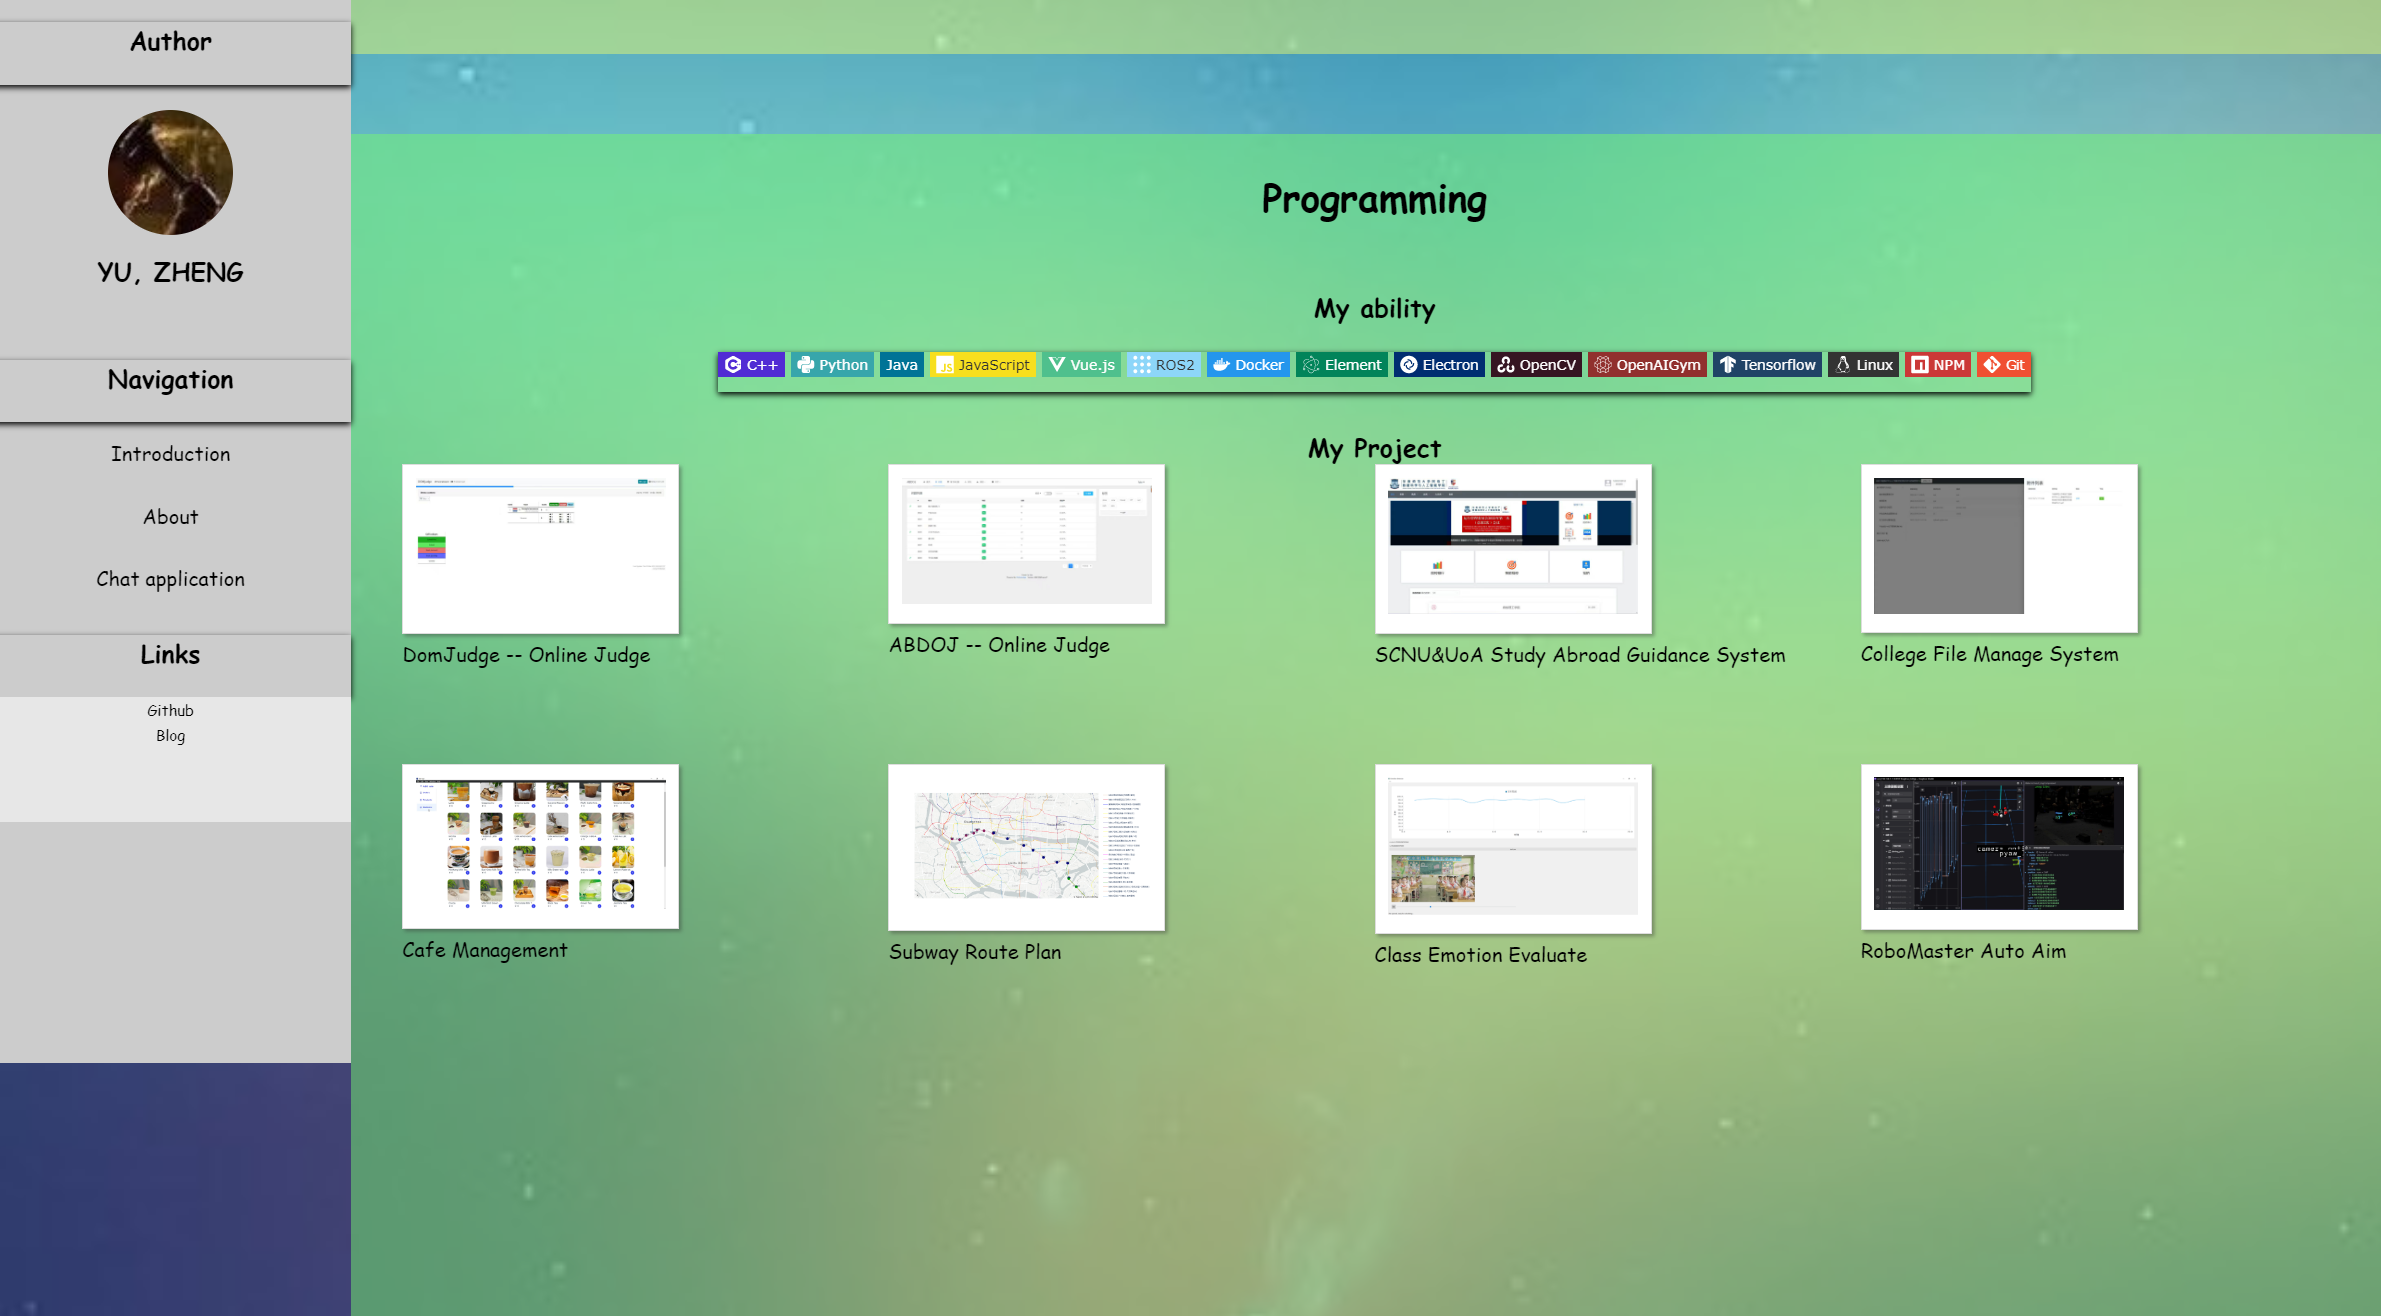 Author
YU, ZHENG
Navigation
Introduction
About
Chat application
Links
Github
Blog
Programming
My ability
C++ Python Java JavaScript Vue.js ROS2 Docker Element Electron OpenCV OpenAIGym Tensorflow Linux NPM Git
My Project
DomJudge -- Online Judge
ABDOJ -- Online Judge
SCNU&UoA Study Abroad Guidance System
College File Manage System
Cafe Management
Subway Route Plan
Class Emotion Evaluate
RoboMaster Auto Aim